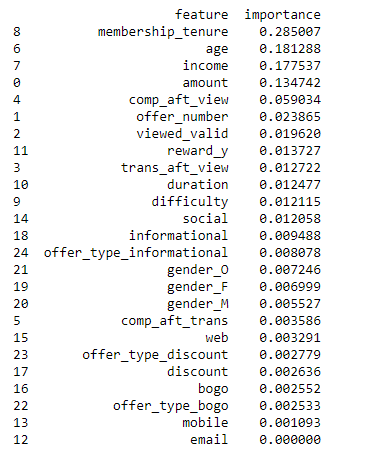 feature importance
8 membership_tenure 0.285007
6 age 0.181288
7 income 0.177537
0 amount 0.134742
4 comp_aft_view 0.059034
1 offer_number 0.023865
2 viewed_valid 0.019620
11 reward_y 0.013727
3 trans_aft_view 0.012722
10 duration 0.012477
9 difficulty 0.012115
14 social 0.012058
18 informational 0.009488
24 offer_type_informational 0.008078
21 gender_O 0.007246
19 gender_F 0.006999
20 gender_M 0.005527
5 comp_aft_trans 0.003586
15 web 0.003291
23 offer_type_discount 0.002779
17 discount 0.002636
16 bogo 0.002552
22 offer_type_bogo 0.002533
13 mobile 0.001093
12 email 0.000000